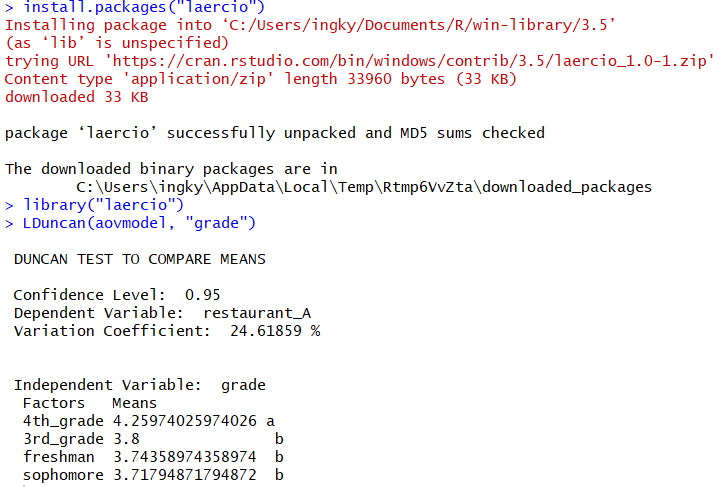 > install.packages("laercio")
Installing package into ‘C:/Users/ingky/Documents/R/win-library/3.5’
(as ‘lib’ is unspecified)
trying URL 'https://cran.rstudio.com/bin/windows/contrib/3.5/laercio_1.0-1.zip'
Content type 'application/zip' length 33960 bytes (33 KB)
downloaded 33 KB
package ‘laercio’ successfully unpacked and MD5 sums checked
The downloaded binary packages are in
        C:\Users\ingky\AppData\Local\Temp\Rtmp6VvZta\downloaded_packages
> library("laercio")
> LDuncan(aovmodel, "grade")
 DUNCAN TEST TO COMPARE MEANS
 Confidence Level:  0.95
 Dependent Variable:  restaurant_A
 Variation Coefficient:  24.61859 %
 Independent Variable:  grade
  Factors   Means
  4th_grade 4.25974025974026 a
  3rd_grade 3.8               b
  freshman  3.74358974358974  b
  sophomore 3.71794871794872  b